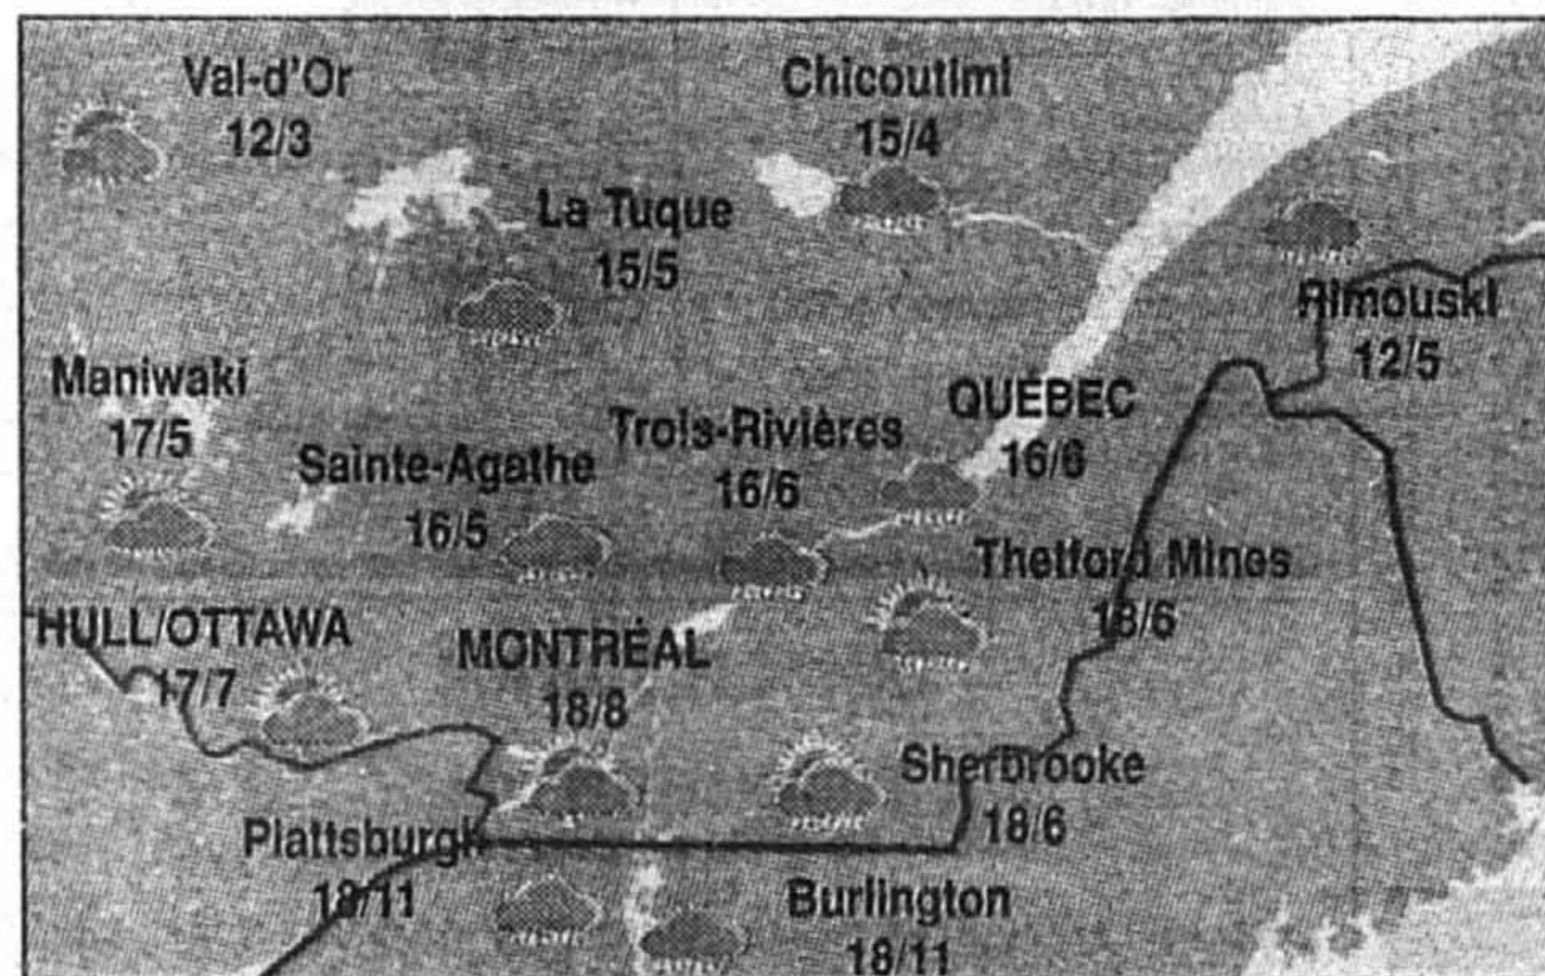 Val-d'Or
12/3
Chicoutimi
15/4
La Tuque
15/5
Rimouski
12/5
Maniwaki
17/5
Sainte-Agathe
16/5
Trois-Rivières
16/6
QUÉBEC
16/6
Thetford Mines
18/6
HULL/OTTAWA
17/7
MONTRÉAL
18/8
Sherbrooke
18/6
Plattsburgh
18/11
Burlington
18/11